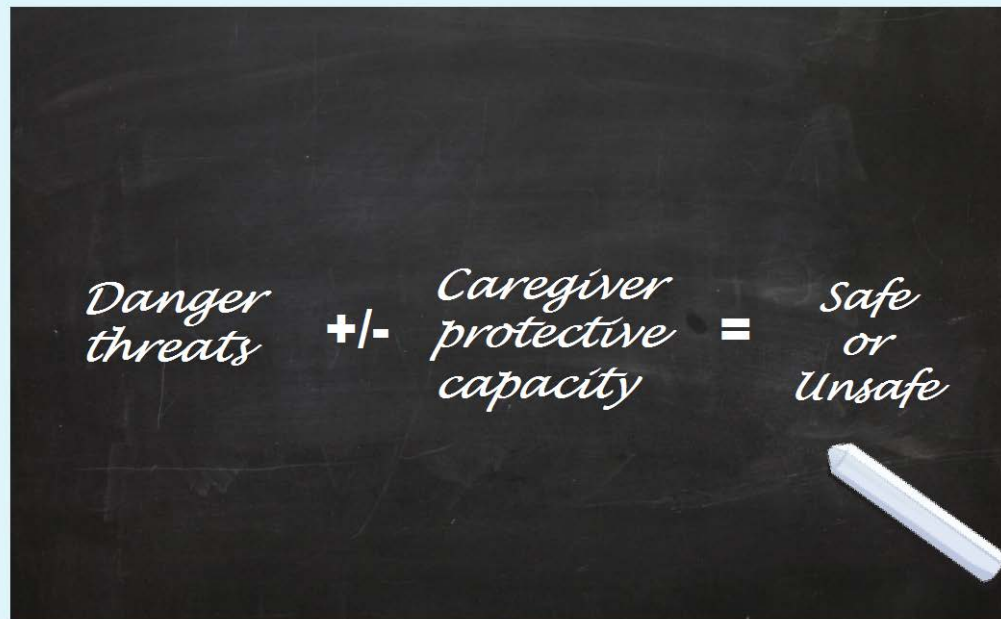 Danger
threats
+/-
Caregiver
protective
capacity
=
Safe
or
Unsafe